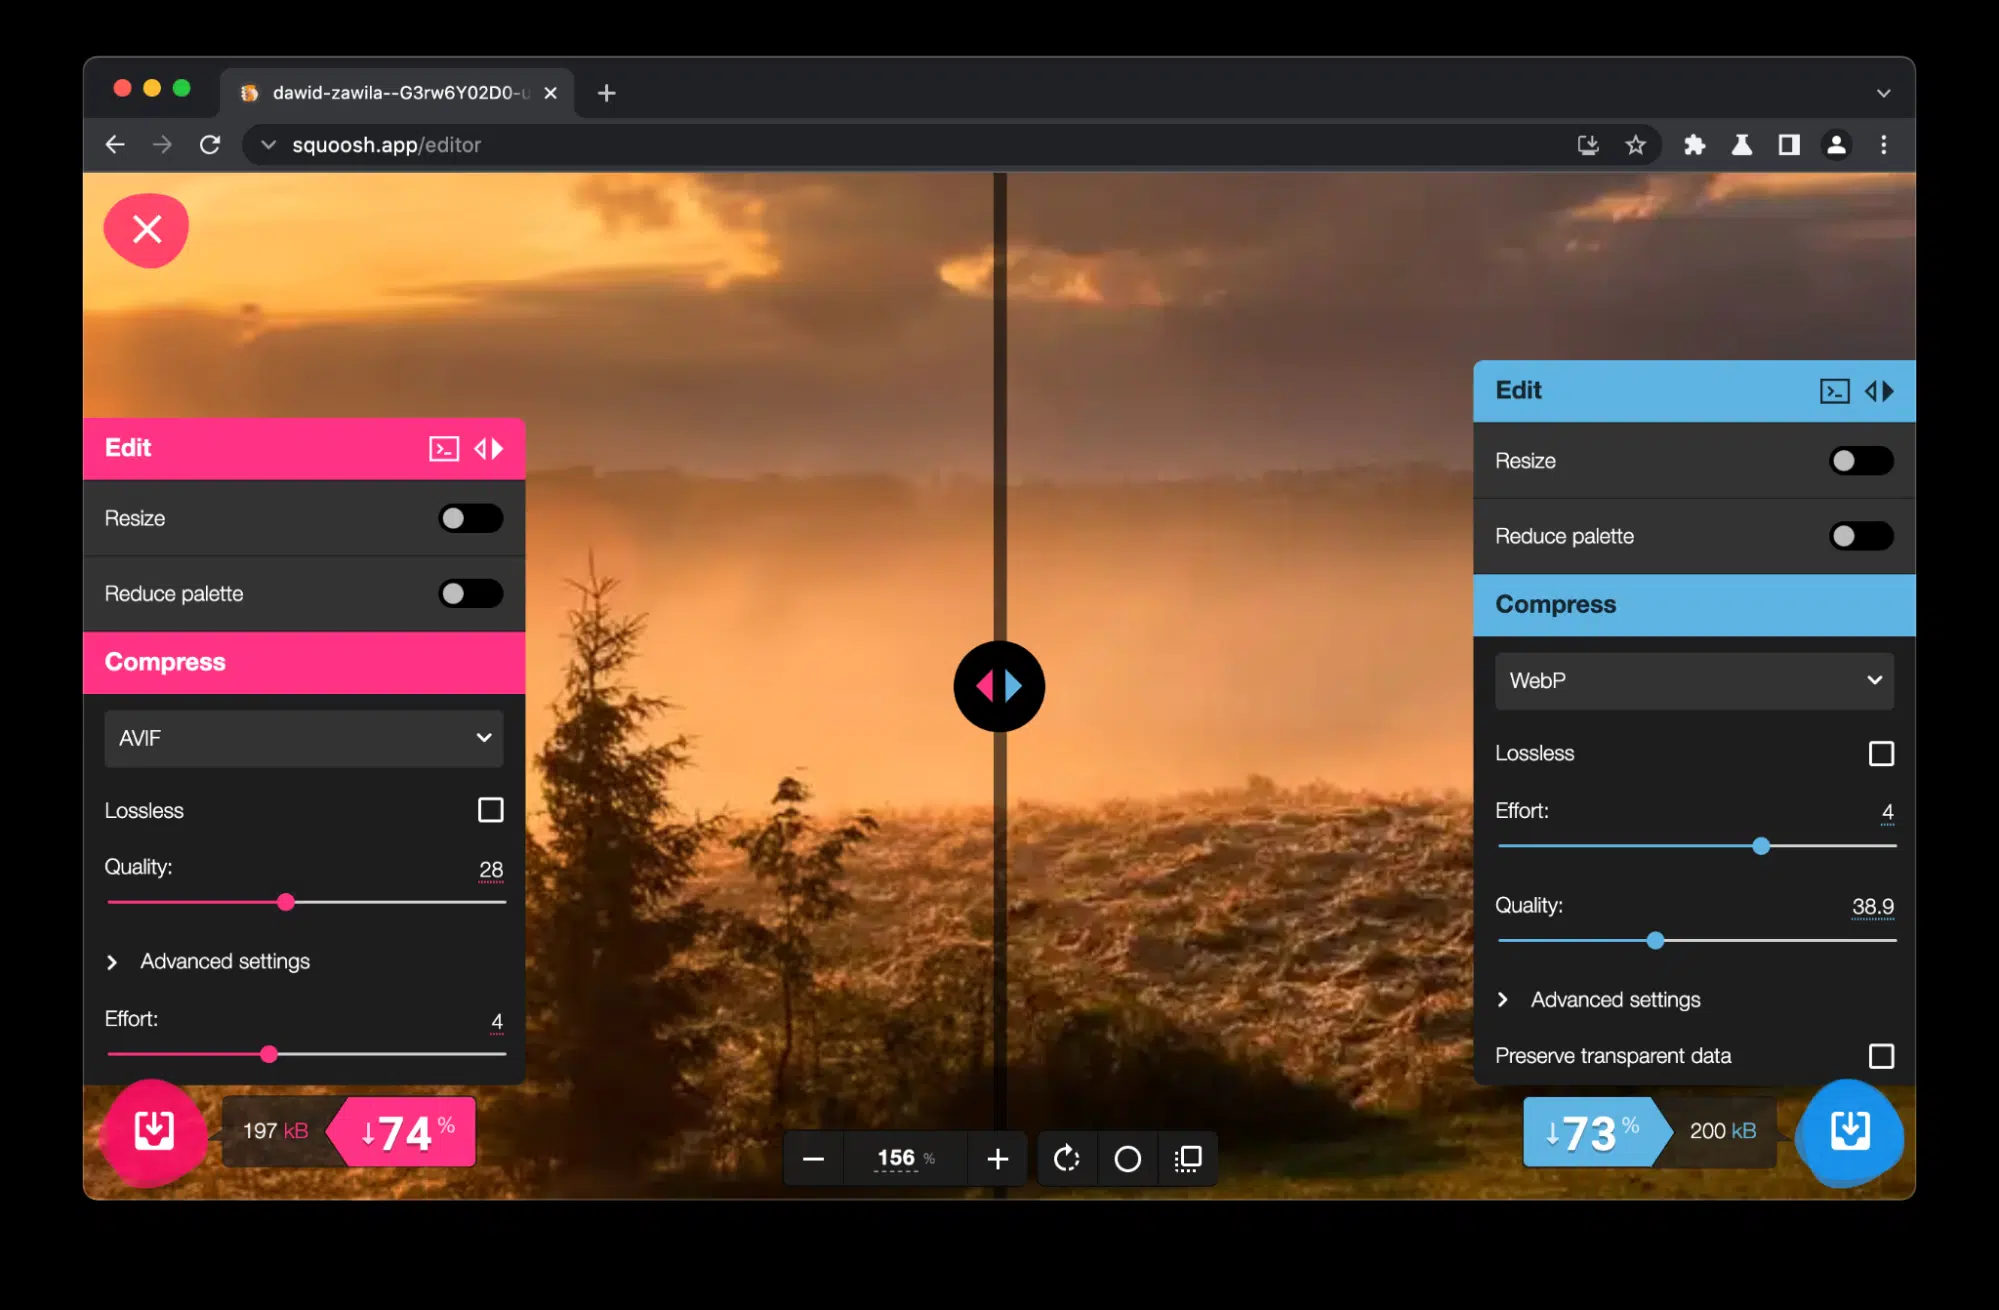 dawid-zawila--G3rw6Y02D0-u
squoosh.app/editor
Edit
Resize
Reduce palette
Compress
AVIF
Lossless
Quality: 28
Advanced settings
Effort: 4
197 kB
↓74 %
156 %
Edit
Resize
Reduce palette
Compress
WebP
Lossless
Effort: 4
Quality: 38.9
Advanced settings
Preserve transparent data
↓73 %
200 kB